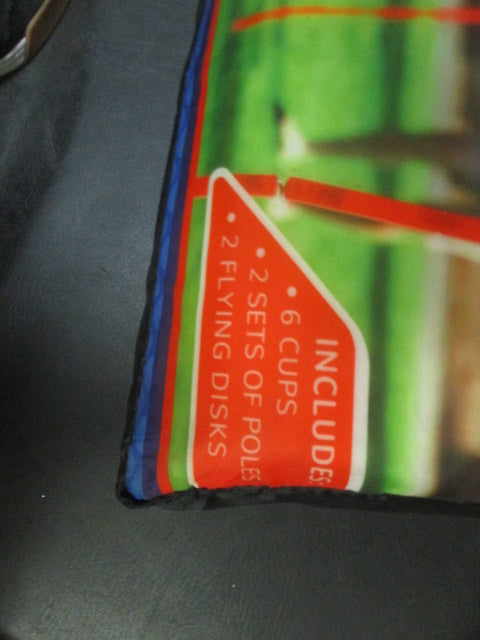 INCLUDES:
• 6 CUPS
• 2 SETS OF POLES
• 2 FLYING DISKS